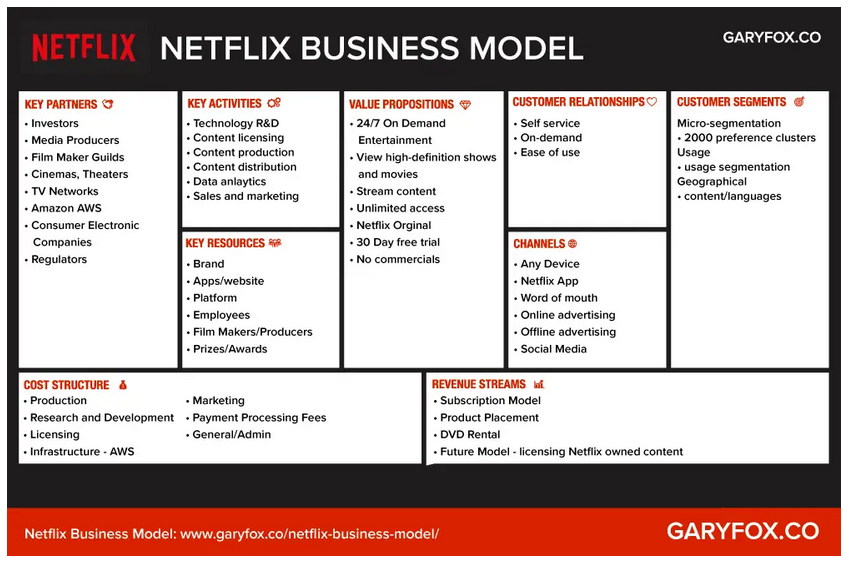 NETFLIX NETFLIX BUSINESS MODEL
GARYFOX.CO
KEY PARTNERS
• Investors
• Media Producers
• Film Maker Guilds
• Cinemas, Theaters
• TV Networks
• Amazon AWS
• Consumer Electronic
Companies
• Regulators
KEY ACTIVITIES
• Technology R&D
• Content licensing
• Content production
• Content distribution
• Data anlaytics
• Sales and marketing
KEY RESOURCES
• Brand
• Apps/website
• Platform
• Employees
• Film Makers/Producers
• Prizes/Awards
VALUE PROPOSITIONS
• 24/7 On Demand
Entertainment
• View high-definition shows
and movies
• Stream content
• Unlimited access
• Netflix Orginal
• 30 Day free trial
• No commercials
CUSTOMER RELATIONSHIPS
• Self service
• On-demand
• Ease of use
CHANNELS
• Any Device
• Netflix App
• Word of mouth
• Online advertising
• Offline advertising
• Social Media
CUSTOMER SEGMENTS
Micro-segmentation
• 2000 preference clusters
Usage
• usage segmentation
Geographical
• content/languages
COST STRUCTURE
• Production
• Research and Development
• Licensing
• Infrastructure - AWS
• Marketing
• Payment Processing Fees
• General/Admin
REVENUE STREAMS
• Subscription Model
• Product Placement
• DVD Rental
• Future Model - licensing Netflix owned content
Netflix Business Model: www.garyfox.co/netflix-business-model/
GARYFOX.CO